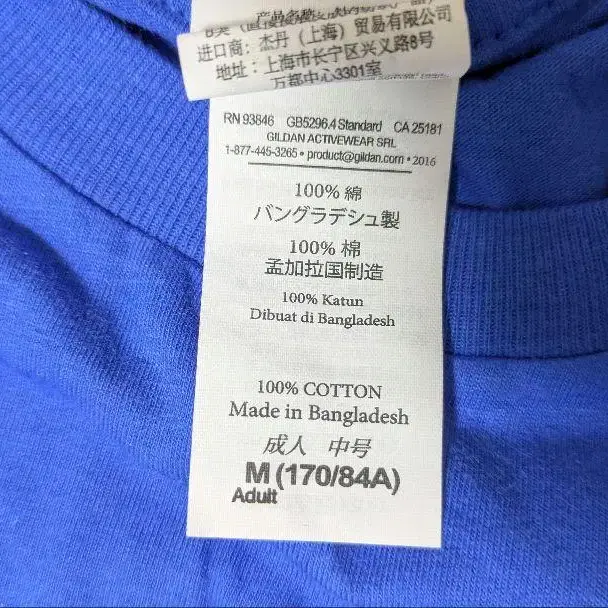 进口商：杰丹（上海）贸易有限公司
地址：上海市长宁区兴义路8号
万都中心3301室
RN 93846 GB5296.4 Standard CA 25181
GILDAN ACTIVEWEAR SRL
1-877-445-3265 • product@gildan.com • 2016
100% 綿
バングラデシュ製
100% 棉
孟加拉国制造
100% Katun
Dibuat di Bangladesh
100% COTTON
Made in Bangladesh
成人 中号
M (170/84A)
Adult